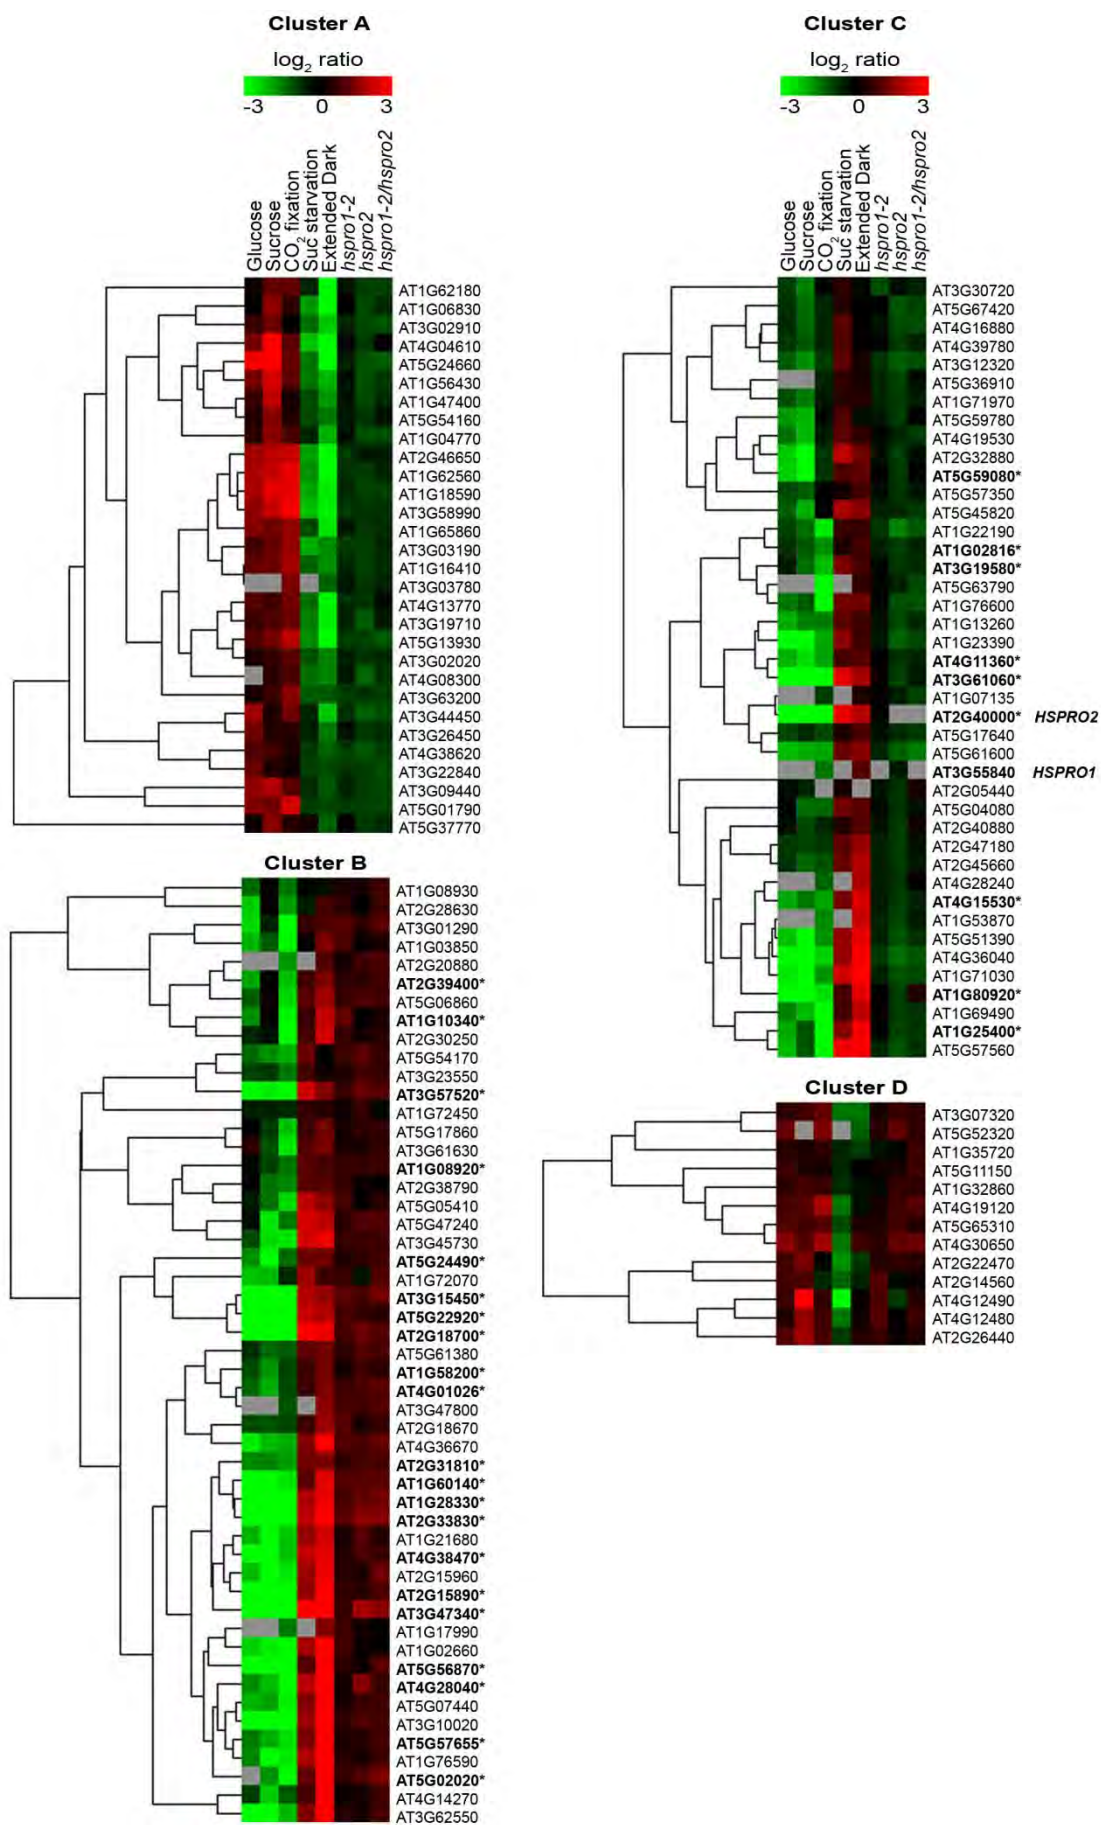 Cluster A
log2 ratio
-3 0 3
Glucose
Sucrose
CO2 fixation
Suc starvation
Extended Dark
hspro1-2
hspro2
hspro1-2/hspro2
AT1G62180
AT1G06830
AT3G02910
AT4G04610
AT5G24660
AT1G56430
AT1G47400
AT5G54160
AT1G04770
AT2G46650
AT1G62560
AT1G18590
AT3G58990
AT1G65860
AT3G03190
AT1G16410
AT3G03780
AT4G13770
AT3G19710
AT5G13930
AT3G02020
AT4G08300
AT3G63200
AT3G44450
AT3G26450
AT4G38620
AT3G22840
AT3G09440
AT5G01790
AT5G37770
Cluster B
AT1G08930
AT2G28630
AT3G01290
AT1G03850
AT2G20880
AT2G39400*
AT5G06860
AT1G10340*
AT2G30250
AT5G54170
AT3G23550
AT3G57520*
AT1G72450
AT5G17860
AT3G61630
AT1G08920*
AT2G38790
AT5G05410
AT5G47240
AT3G45730
AT5G24490*
AT1G72070
AT3G15450*
AT5G22920*
AT2G18700*
AT5G61380
AT1G58200*
AT4G01026*
AT3G47800
AT2G18670
AT4G36670
AT2G31810*
AT1G60140*
AT1G28330*
AT2G33830*
AT1G21680
AT4G38470*
AT2G15960
AT2G15890*
AT3G47340*
AT1G17990
AT1G02660
AT5G56870*
AT4G28040*
AT5G07440
AT3G10020
AT5G57655*
AT1G76590
AT5G02020*
AT4G14270
AT3G62550
Cluster C
log2 ratio
-3 0 3
Glucose
Sucrose
CO2 fixation
Suc starvation
Extended Dark
hspro1-2
hspro2
hspro1-2/hspro2
AT3G30720
AT5G67420
AT4G16880
AT4G39780
AT3G12320
AT5G36910
AT1G71970
AT5G59780
AT4G19530
AT2G32880
AT5G59080*
AT5G57350
AT5G45820
AT1G22190
AT1G02816*
AT3G19580*
AT5G63790
AT1G76600
AT1G13260
AT1G23390
AT4G11360*
AT3G61060*
AT1G07135
AT2G40000* HSPRO2
AT5G17640
AT5G61600
AT3G55840 HSPRO1
AT2G05440
AT5G04080
AT2G40880
AT2G47180
AT2G45660
AT4G28240
AT4G15530*
AT1G53870
AT5G51390
AT4G36040
AT1G71030
AT1G80920*
AT1G69490
AT1G25400*
AT5G57560
Cluster D
AT3G07320
AT5G52320
AT1G35720
AT5G11150
AT1G32860
AT4G19120
AT5G65310
AT4G30650
AT2G22470
AT2G14560
AT4G12490
AT4G12480
AT2G26440